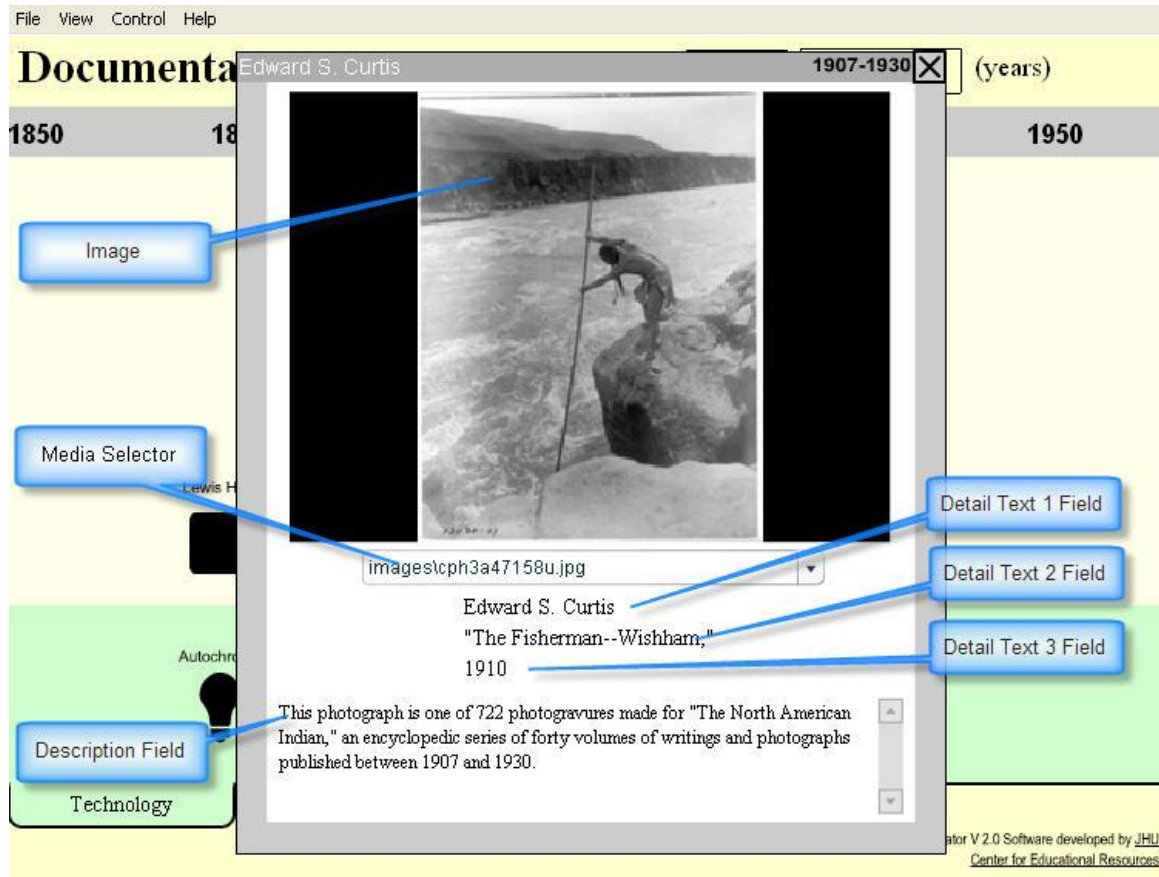 File View Control Help
Documenta
Edward S. Curtis
1907-1930
(years)
1850
18
1950
Image
Media Selector
Lewis H
images\cph3a47158u.jpg
Detail Text 1 Field
Edward S. Curtis
Detail Text 2 Field
"The Fisherman--Wishham,"
Detail Text 3 Field
1910
Autochro
This photograph is one of 722 photogravures made for "The North American
Indian," an encyclopedic series of forty volumes of writings and photographs
published between 1907 and 1930.
Description Field
Technology
ator V 2.0 Software developed by JHU
Center for Educational Resources